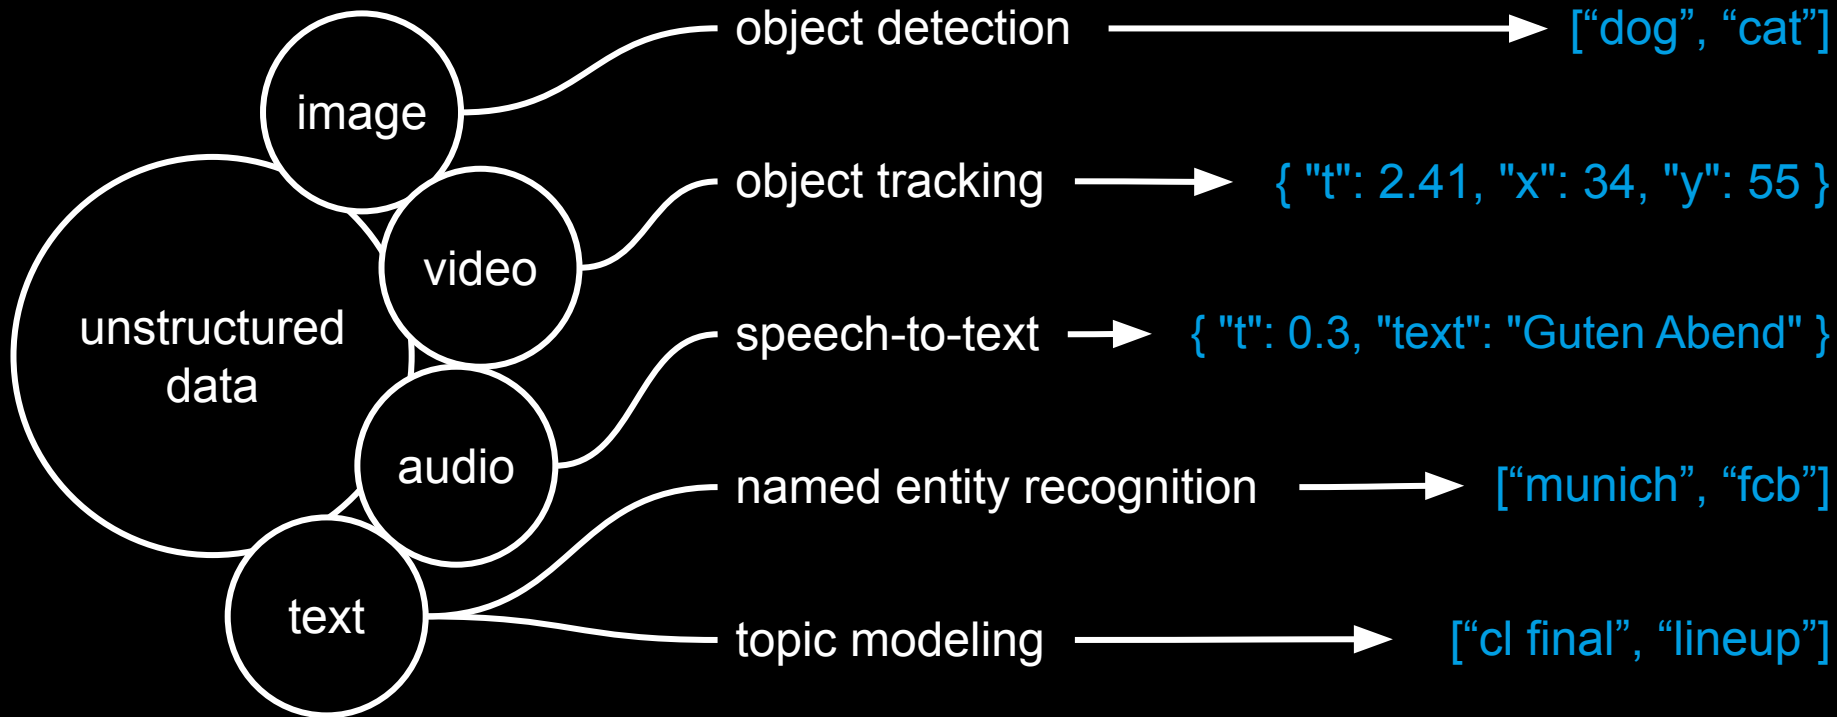 image
object detection
["dog", "cat"]
video
object tracking
{ "t": 2.41, "x": 34, "y": 55 }
unstructured
data
speech-to-text
{ "t": 0.3, "text": "Guten Abend" }
audio
named entity recognition
[“munich”, “fcb”]
text
topic modeling
[“cl final”, “lineup”]